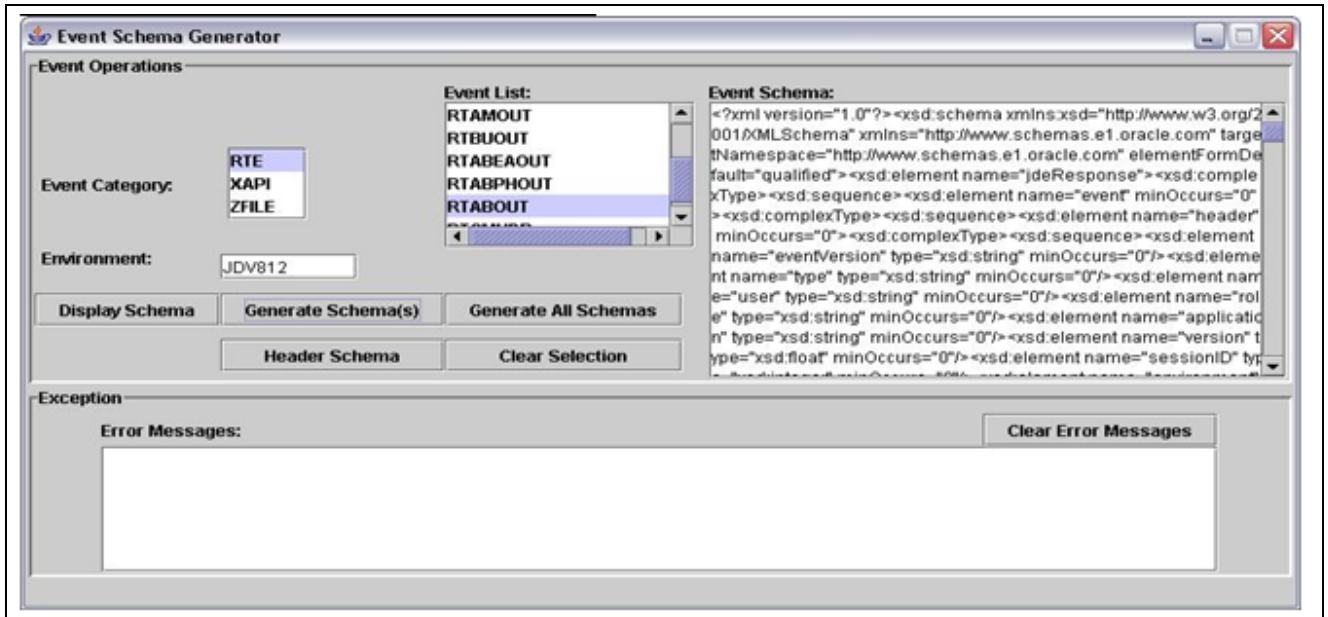 Event Schema Generator
Event Operations
Event Category:
RTE
XAPI
ZFILE
Environment:
JDV812
Event List:
RTAMOUT
RTBUOUT
RTABEAOUT
RTABPHOUT
RTABOUT
Event Schema:
<?xml version="1.0"?><xsd:schema xmlns:xsd="http://www.w3.org/2
001/XMLSchema" xmlns="http://www.schemas.e1.oracle.com" targe
tNamespace="http://www.schemas.e1.oracle.com" elementFormDe
fault="qualified"><xsd:element name="jdeResponse"><xsd:comple
xType><xsd:sequence><xsd:element name="event" minOccurs="0"
><xsd:complexType><xsd:sequence><xsd:element name="header"
minOccurs="0"><xsd:complexType><xsd:sequence><xsd:element
name="eventVersion" type="xsd:string" minOccurs="0"/><xsd:eleme
nt name="type" type="xsd:string" minOccurs="0"/><xsd:element nam
e="user" type="xsd:string" minOccurs="0"/><xsd:element name="rol
e" type="xsd:string" minOccurs="0"/><xsd:element name="applicatio
n" type="xsd:string" minOccurs="0"/><xsd:element name="version" t
ype="xsd:float" minOccurs="0"/><xsd:element name="sessionID" typ
Display Schema
Generate Schema(s)
Generate All Schemas
Header Schema
Clear Selection
Exception
Error Messages:
Clear Error Messages